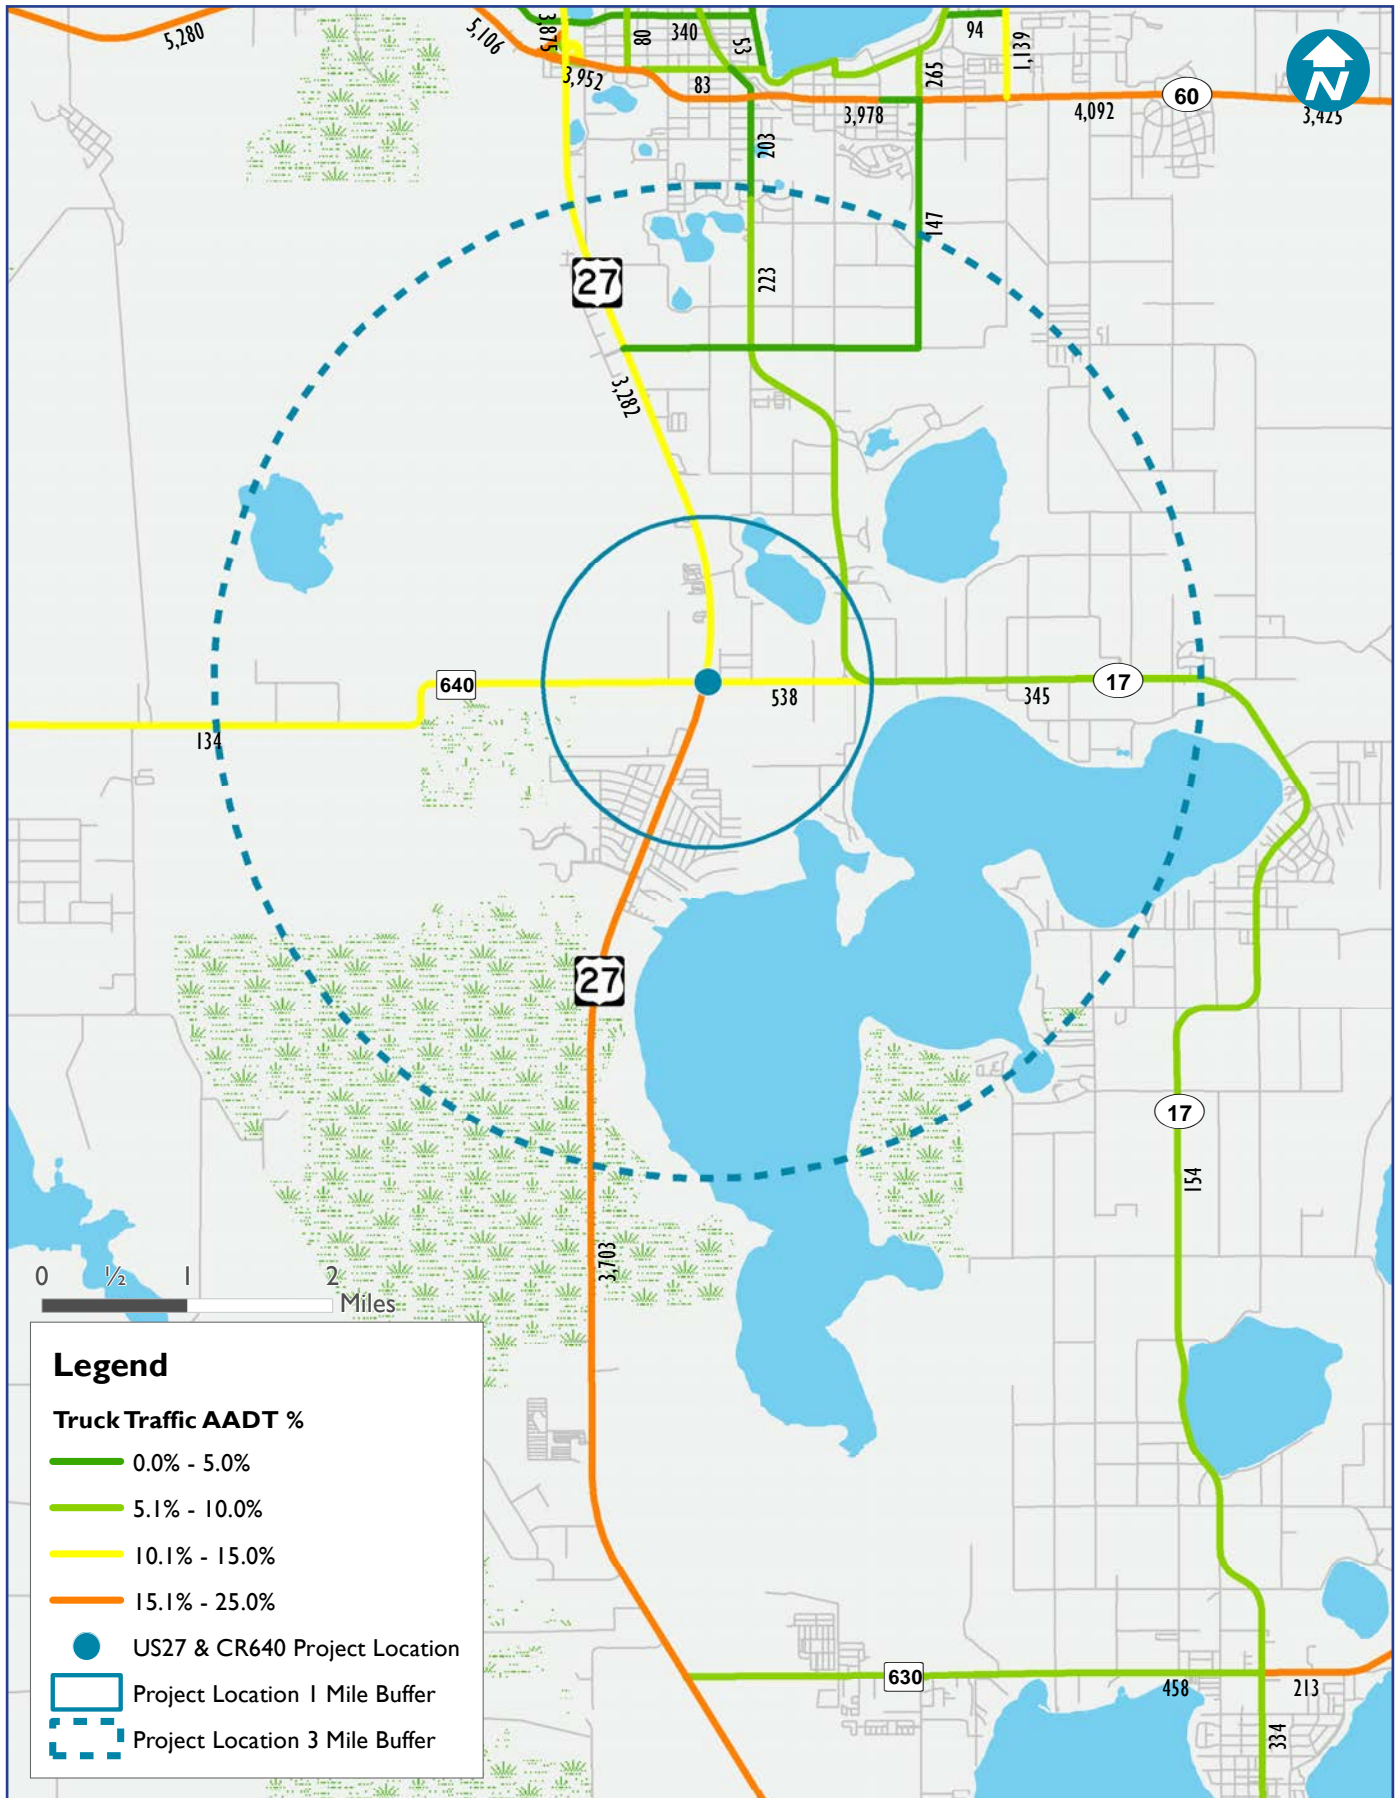 5,280
5,106
3,875
80
340
53
94
1,139
3,952
83
265
3,978
4,092
60
3,425
N
203
147
27
223
3,282
640
538
345
17
134
27
17
154
3,703
0 ½ 1 2
Miles
Legend
Truck Traffic AADT %
0.0% - 5.0%
5.1% - 10.0%
10.1% - 15.0%
15.1% - 25.0%
US27 & CR640 Project Location
Project Location 1 Mile Buffer
Project Location 3 Mile Buffer
630
458
213
334